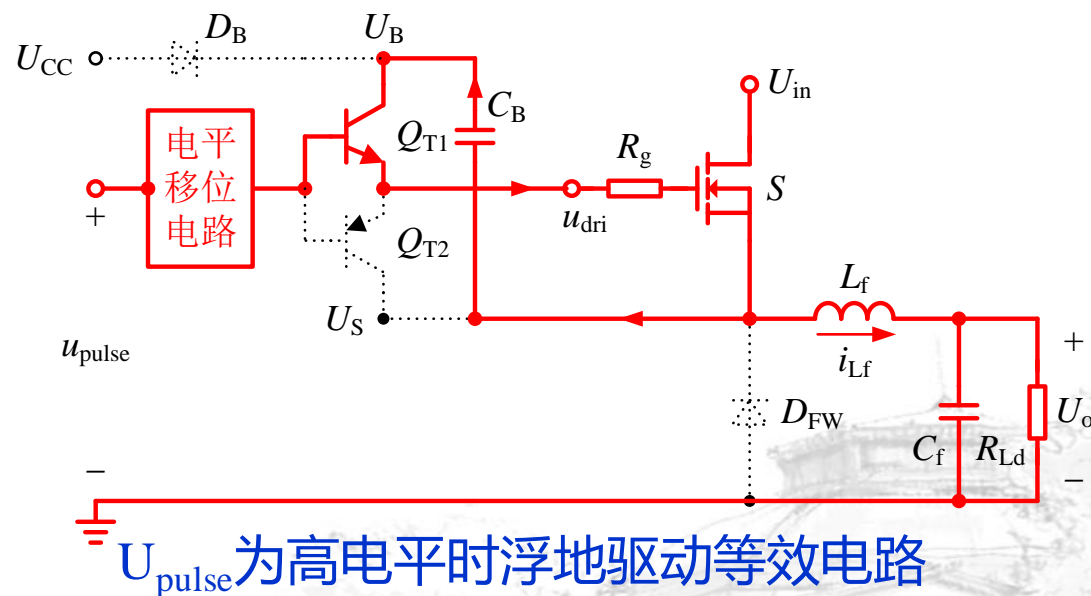 D_B
U_B
U_CC
U_in
C_B
电平
移位
电路
Q_T1
R_g
S
+
u_dri
Q_T2
L_f
U_S
+
u_pulse
i_Lf
D_FW
U_o
C_f
R_Ld
−
−
U_pulse为高电平时浮地驱动等效电路